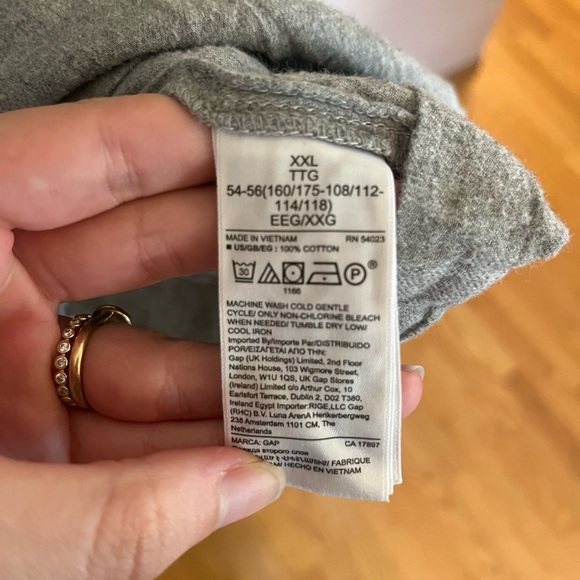 XXL
TTG
54-56(160/175-108/112-
114/118)
EEG/XXG
MADE IN VIETNAM RN 54023
■ US/GB/EG : 100% COTTON
30 P ®
1166
MACHINE WASH COLD GENTLE
CYCLE/ ONLY NON-CHLORINE BLEACH
WHEN NEEDED/ TUMBLE DRY LOW/
COOL IRON
Imported By/Importe Par/DISTRIBUIDO
POR/ΕΙΣΑΓΕΤΑΙ ΑΠΟ ΤΗΝ:
Gap (UK Holdings) Limited, 2nd Floor
Nations House, 103 Wigmore Street,
London, W1U 1QS, UK Gap Stores
(Ireland) Limited c/o Arthur Cox, 10
Earlsfort Terrace, Dublin 2, D02 T380,
Ireland Egypt Importer:RIGE,LLC Gap
(RHC) B.V. Luna ArenA Herikerbergweg
238 Amsterdam 1101 CM, The
Netherlands
MARCA: GAP CA 17897
второго слоя
/ FABRIQUE
/ HECHO EN VIETNAM